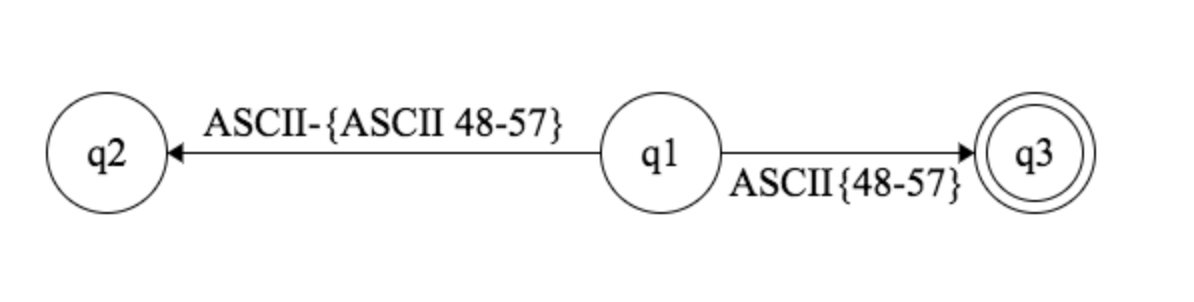 ASCII-{ASCII 48-57}
q2
q1
q3
ASCII{48-57}